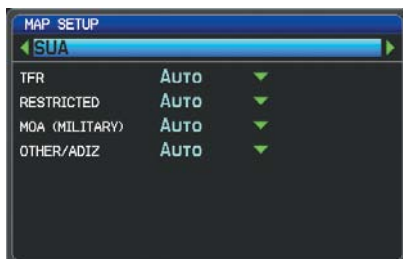 MAP SETUP
SUA
TFR AUTO
RESTRICTED AUTO
MOA (MILITARY) AUTO
OTHER/ADIZ AUTO